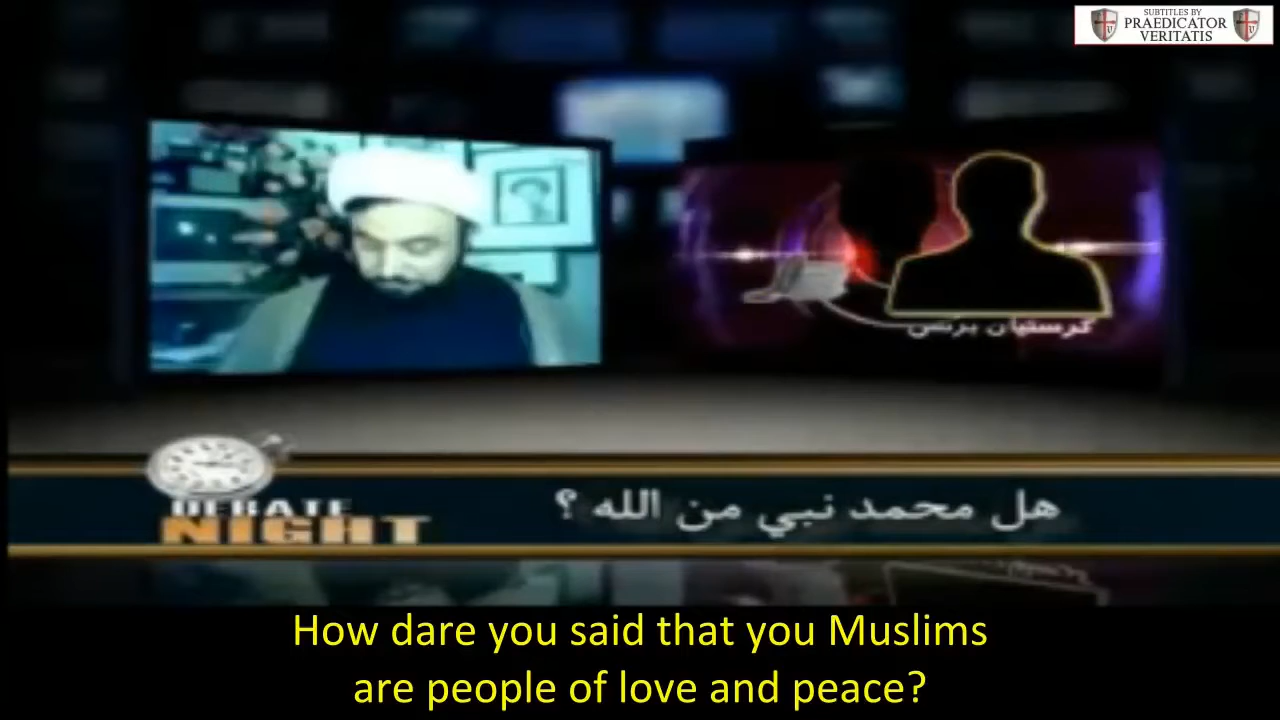 SUBTITLES BY
PRAEDICATOR
VERITATIS
كرستيان برنس
DEBATE
NIGHT
هل محمد نبي من الله ؟
How dare you said that you Muslims
are people of love and peace?